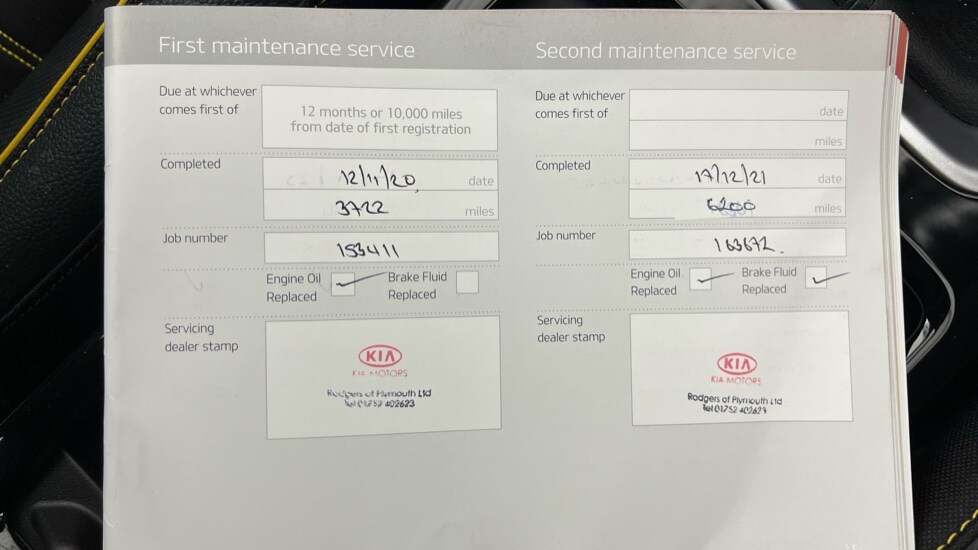 First maintenance service
Due at whichever
comes first of
12 months or 10,000 miles
from date of first registration
Completed
12/11/20 date
3722 miles
Job number
153411
Engine Oil
Replaced
Brake Fluid
Replaced
Servicing
dealer stamp
KIA
KIA MOTORS
Rodgers of Plymouth Ltd
Tel 01752 402623
Second maintenance service
Due at whichever
comes first of
date
miles
Completed
17/12/21 date
6200 miles
Job number
163672.
Engine Oil
Replaced
Brake Fluid
Replaced
Servicing
dealer stamp
KIA
KIA MOTORS
Rodgers of Plymouth Ltd
Tel 01752 402623